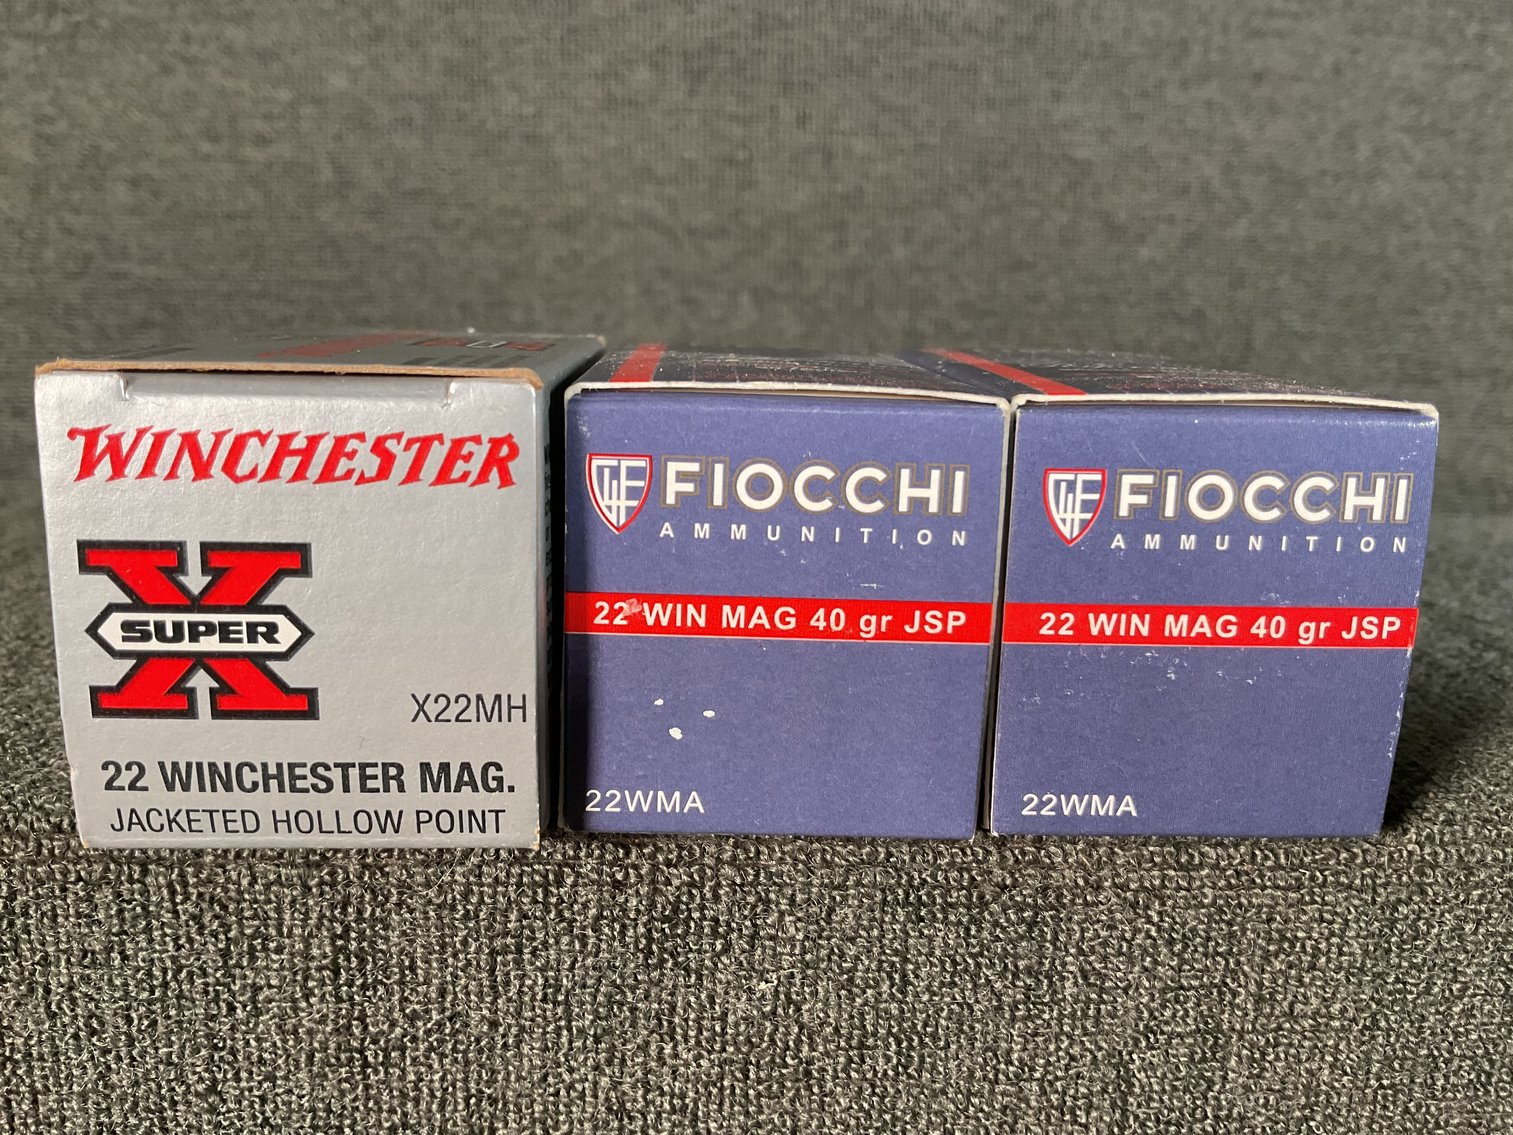 WINCHESTER
SUPER X
X22MH
22 WINCHESTER MAG.
JACKETED HOLLOW POINT
FIOCCHI
AMMUNITION
22 WIN MAG 40 gr JSP
22WMA
FIOCCHI
AMMUNITION
22 WIN MAG 40 gr JSP
22WMA